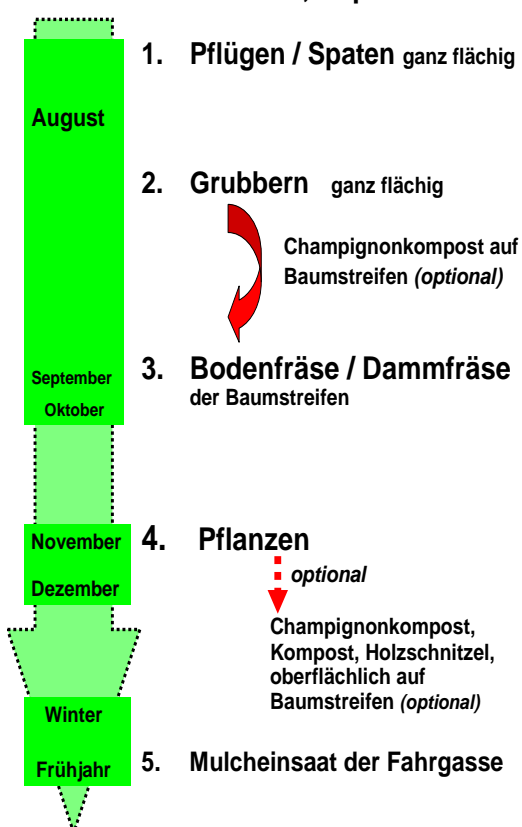 1. Pflügen / Spaten ganz flächig
August
2. Grubbern ganz flächig
Champignonkompost auf
Baumstreifen (optional)
3. Bodenfräse / Dammfräse
der Baumstreifen
September
Oktober
November
4. Pflanzen
optional
Dezember
Champignonkompost,
Kompost, Holzschnitzel,
oberflächlich auf
Baumstreifen (optional)
Winter
Frühjahr
5. Mulcheinsaat der Fahrgasse